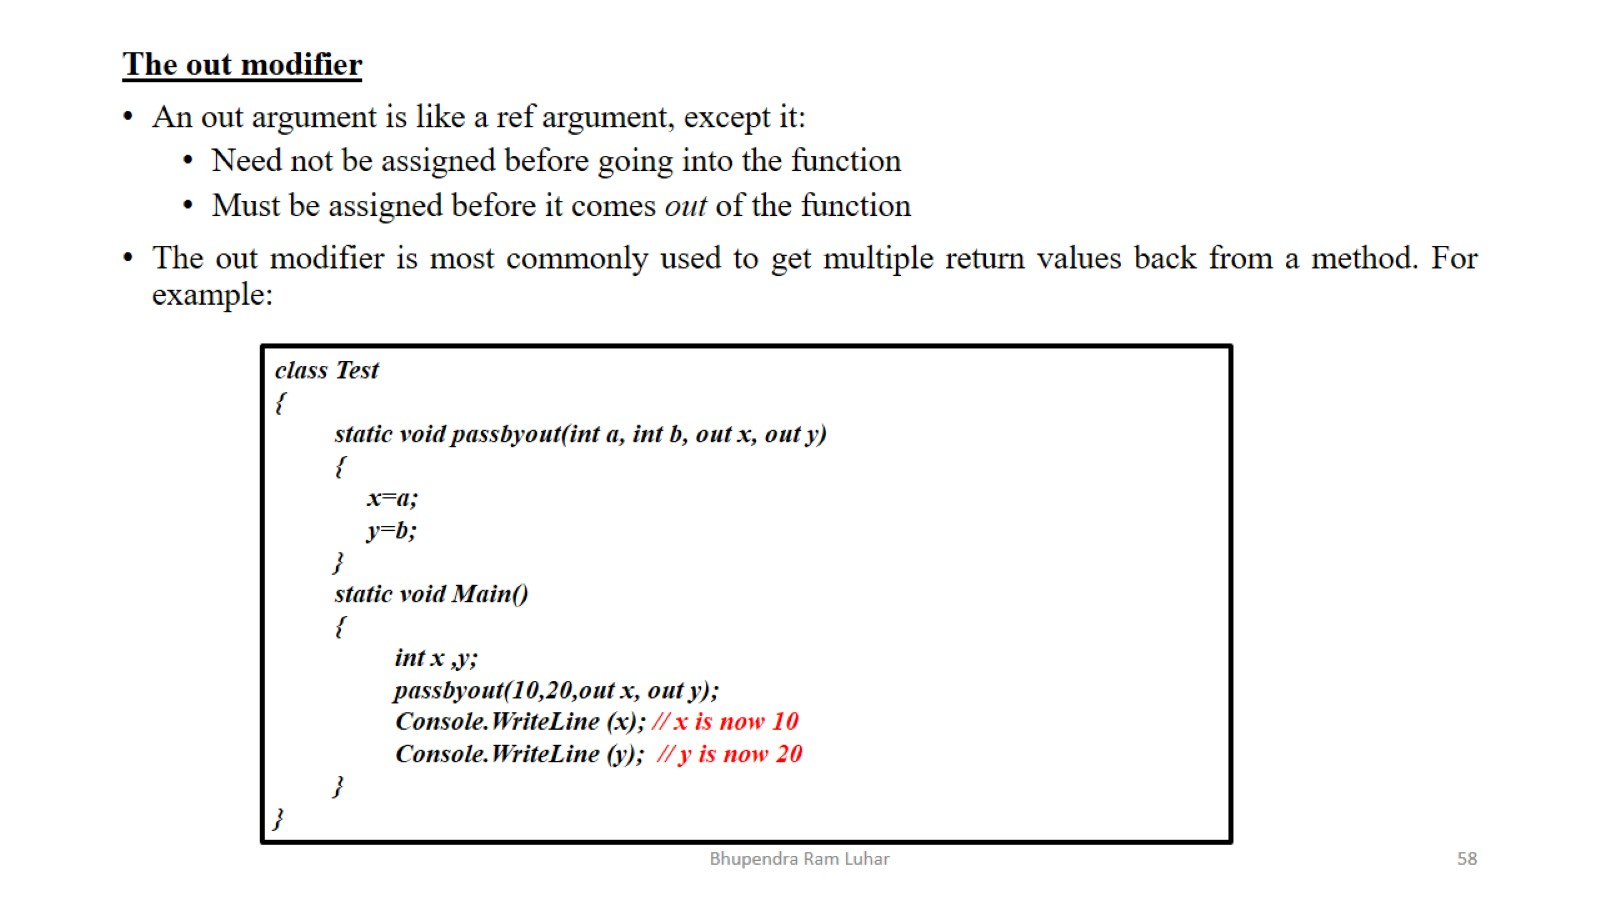 The out modifier
• An out argument is like a ref argument, except it:
• Need not be assigned before going into the function
• Must be assigned before it comes out of the function
• The out modifier is most commonly used to get multiple return values back from a method. For
example:
class Test
{
static void passbyout(int a, int b, out x, out y)
{
x=a;
y=b;
}
static void Main()
{
int x ,y;
passbyout(10,20,out x, out y);
Console.WriteLine (x); // x is now 10
Console.WriteLine (y); // y is now 20
}
}
Bhupendra Ram Luhar
58